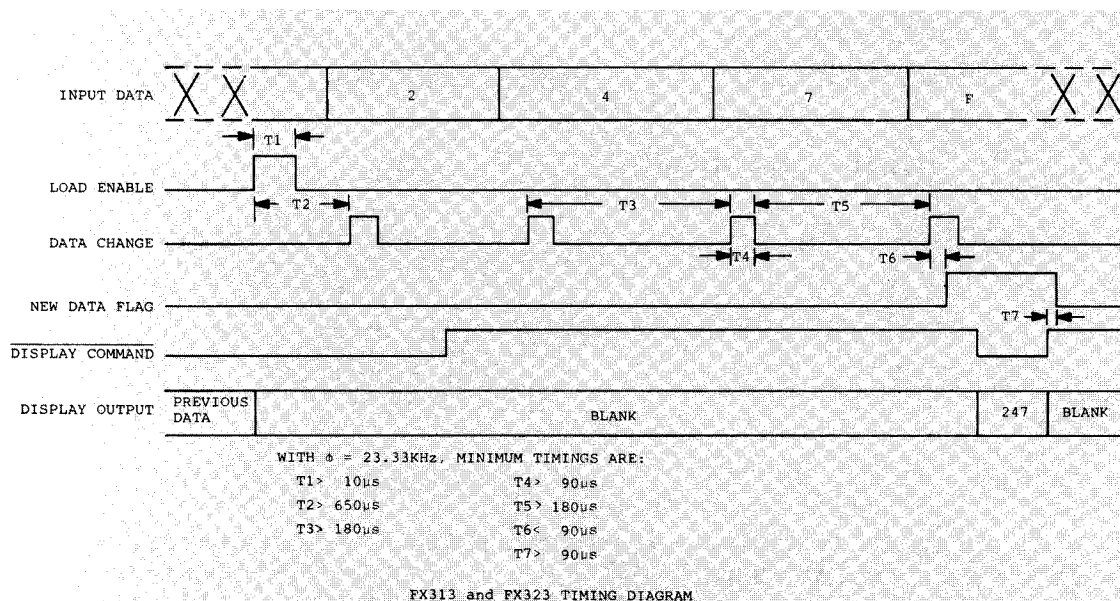 INPUT DATA 2 4 7 F
T1
LOAD ENABLE
T2 T3 T5
DATA CHANGE
T4 T6
NEW DATA FLAG
T7
DISPLAY COMMAND
DISPLAY OUTPUT PREVIOUS DATA BLANK 247 BLANK
WITH ϕ = 23.33KHz, MINIMUM TIMINGS ARE:
T1> 10µs T4> 90µs
T2> 650µs T5> 180µs
T3> 180µs T6< 90µs
T7> 90µs
FX313 and FX323 TIMING DIAGRAM